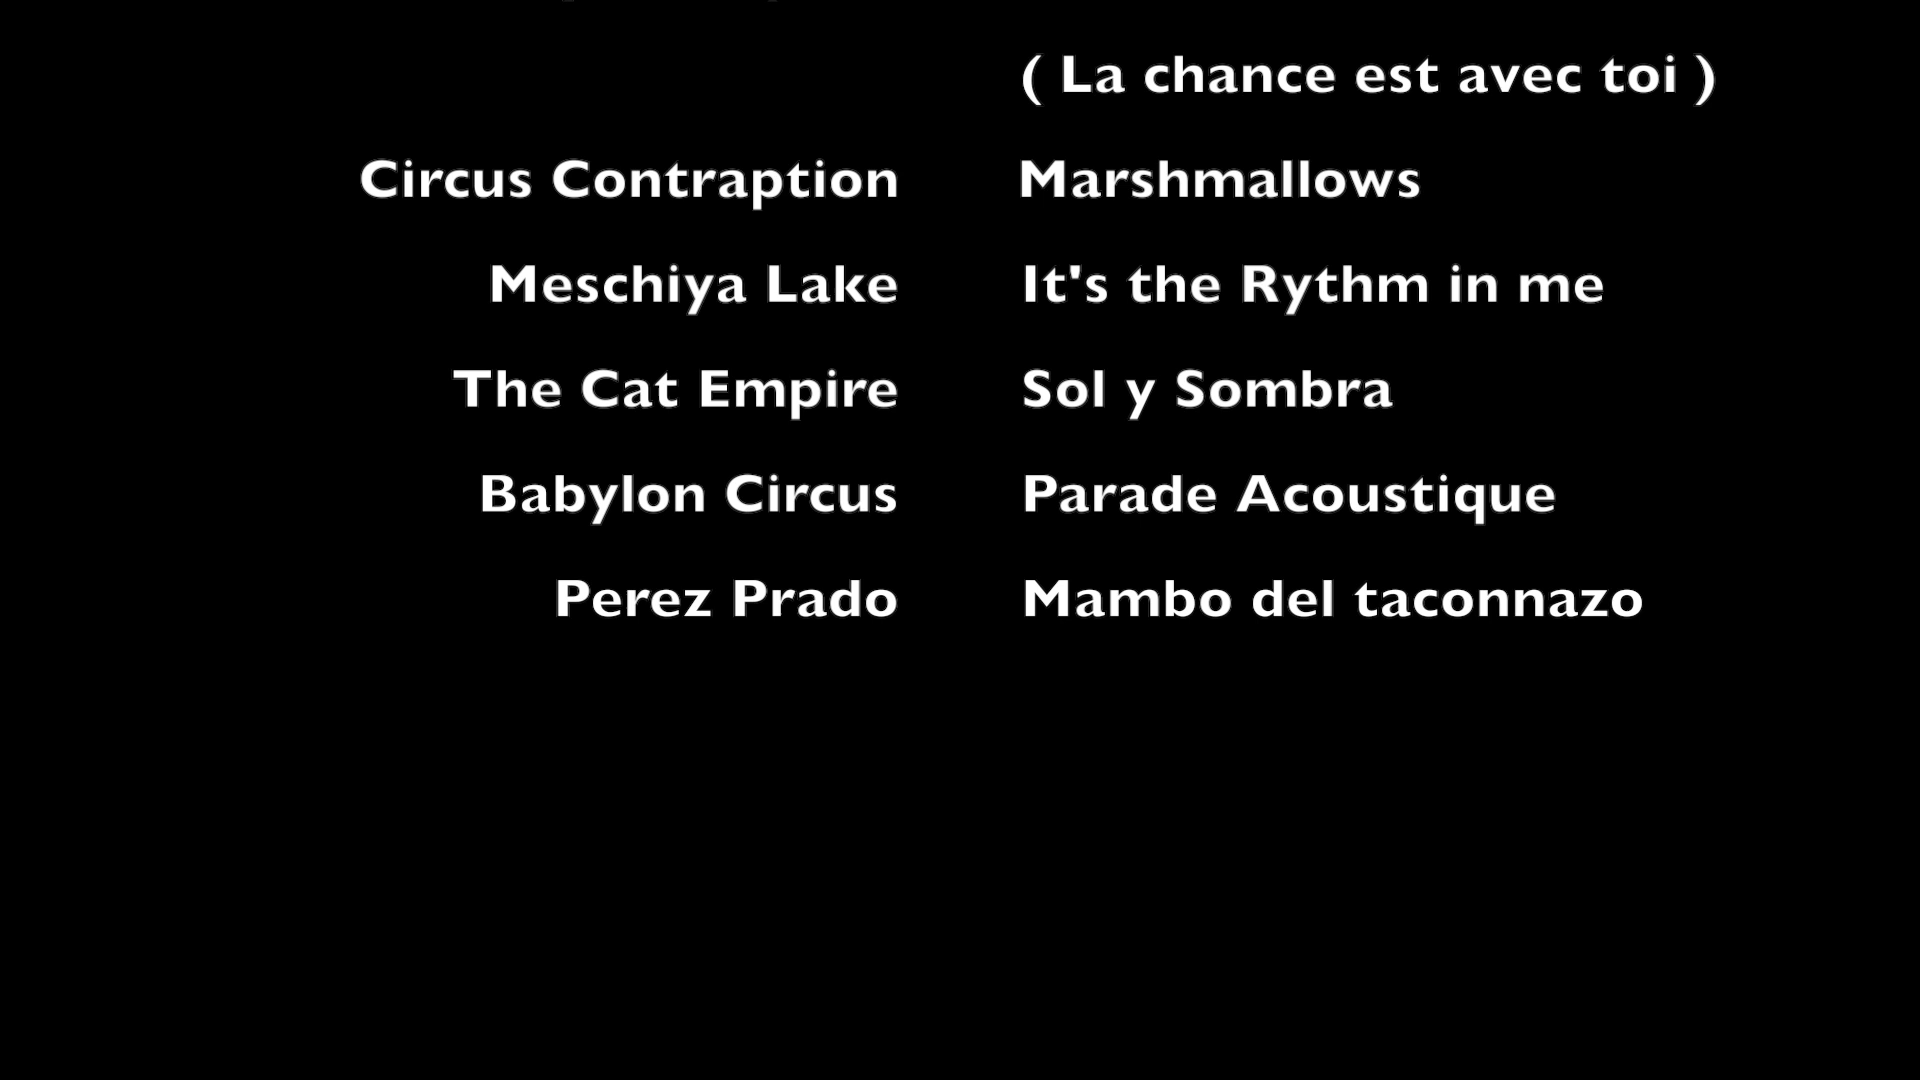 ( La chance est avec toi )
Circus Contraption Marshmallows
Meschiya Lake It's the Rythm in me
The Cat Empire Sol y Sombra
Babylon Circus Parade Acoustique
Perez Prado Mambo del taconnazo